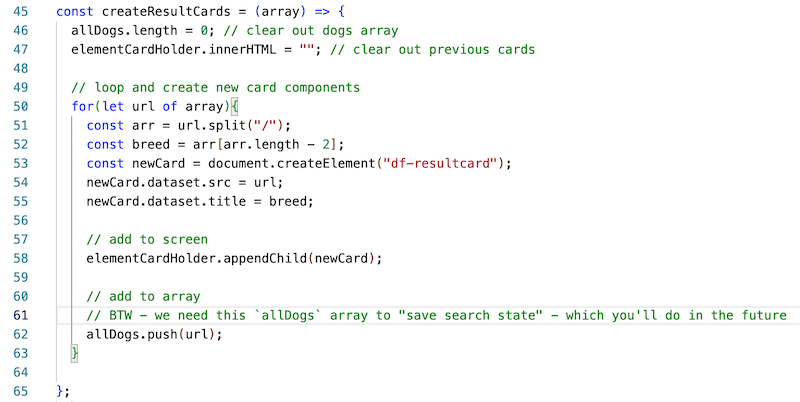 45 const createResultCards = (array) => {
46 allDogs.length = 0; // clear out dogs array
47 elementCardHolder.innerHTML = ""; // clear out previous cards
48
49 // loop and create new card components
50 for(let url of array){
51 const arr = url.split("/");
52 const breed = arr[arr.length - 2];
53 const newCard = document.createElement("df-resultcard");
54 newCard.dataset.src = url;
55 newCard.dataset.title = breed;
56
57 // add to screen
58 elementCardHolder.appendChild(newCard);
59
60 // add to array
61 // BTW - we need this `allDogs` array to "save search state" - which you'll do in the future
62 allDogs.push(url);
63 }
64
65 };